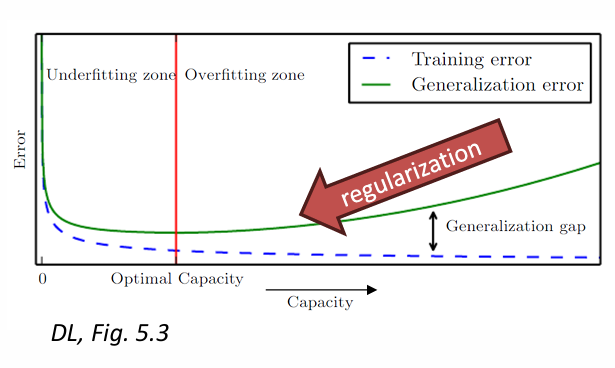 Training error
Generalization error
Underfitting zone
Overfitting zone
Error
regularization
Generalization gap
0
Optimal Capacity
Capacity
DL, Fig. 5.3